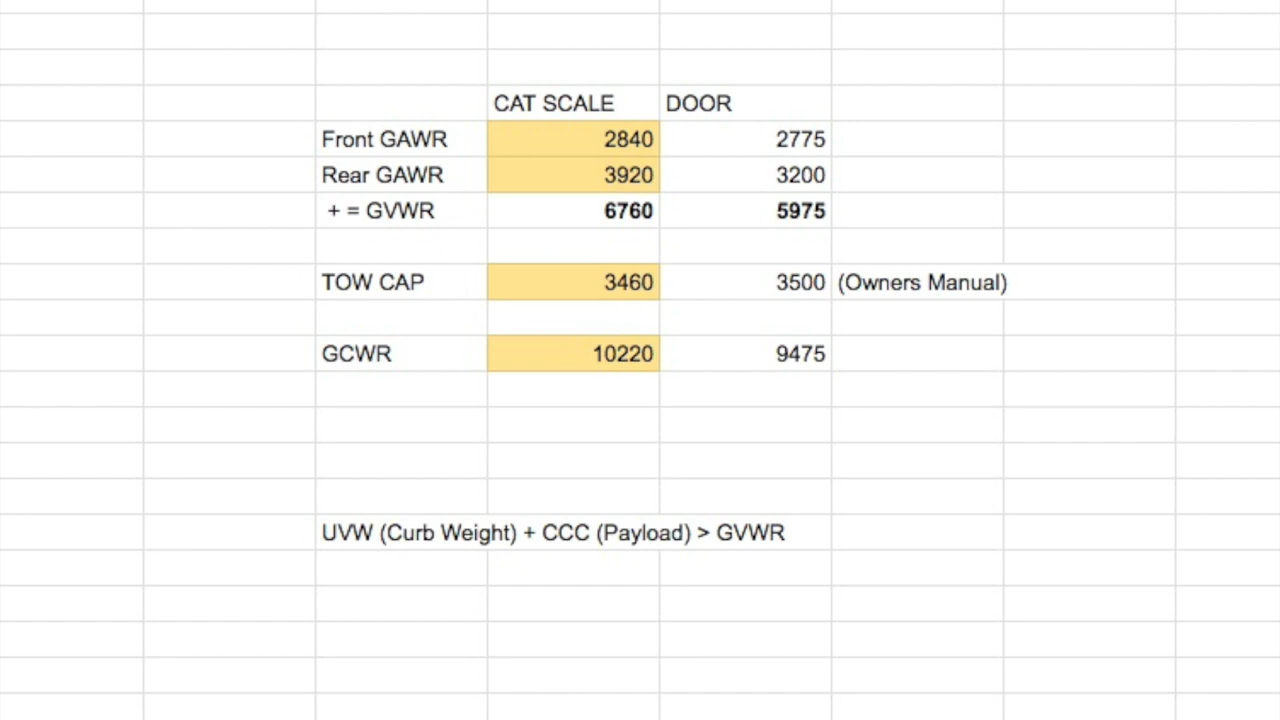 CAT SCALE DOOR
Front GAWR 2840 2775
Rear GAWR 3920 3200
+ = GVWR 6760 5975
TOW CAP 3460 3500 (Owners Manual)
GCWR 10220 9475
UVW (Curb Weight) + CCC (Payload) > GVWR